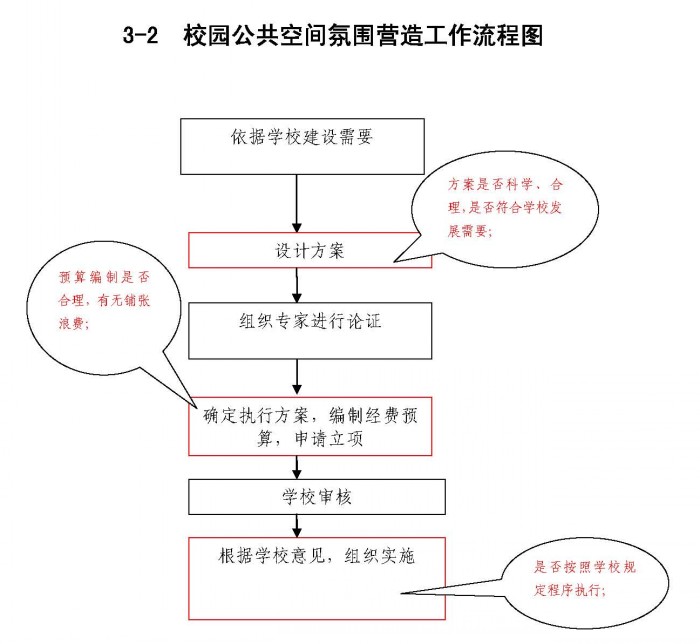 3-2 校园公共空间氛围营造工作流程图
依据学校建设需要
方案是否科学、合
理,是否符合学校发
展需要;
设计方案
预算编制是否
合理,有无铺张
浪费;
组织专家进行论证
确定执行方案，编制经费预
算，申请立项
学校审核
根据学校意见，组织实施
是否按照学校规
定程序执行;